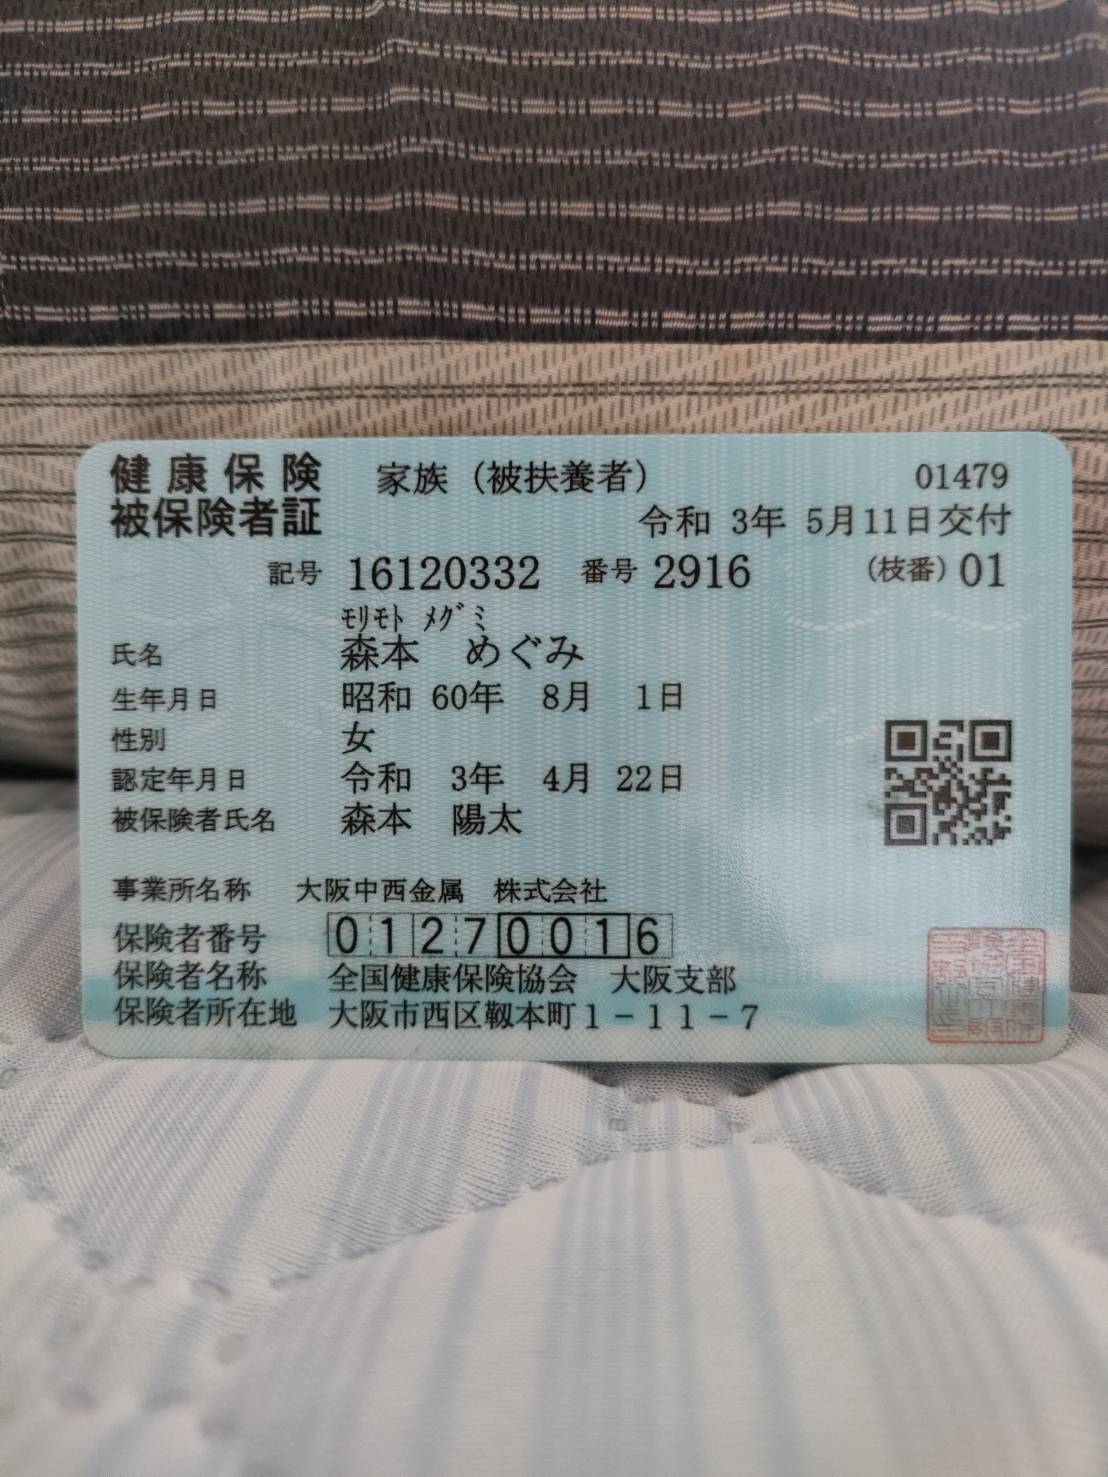 健康保険 家族（被扶養者） 01479
被保険者証 令和 3年 5月11日交付
記号 16120332 番号 2916 (枝番) 01
ﾓﾘﾓﾄ ﾒｸﾞﾐ
氏名 森本 めぐみ
生年月日 昭和 60年 8月 1日
性別 女
認定年月日 令和 3年 4月 22日
被保険者氏名 森本 陽太
事業所名称 大阪中西金属 株式会社
保険者番号 01270016
保険者名称 全国健康保険協会 大阪支部
保険者所在地 大阪市西区靱本町1－11－7